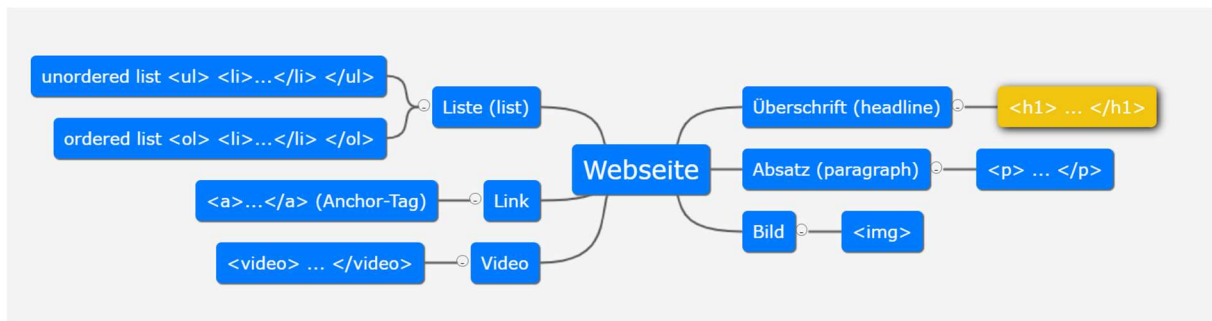 unordered list <ul> <li>...</li> </ul>
ordered list <ol> <li>...</li> </ol>
Liste (list)
<a>...</a> (Anchor-Tag)
Link
<video> ... </video>
Video
Webseite
Überschrift (headline)
<h1> ... </h1>
Absatz (paragraph)
<p> ... </p>
Bild
<img>